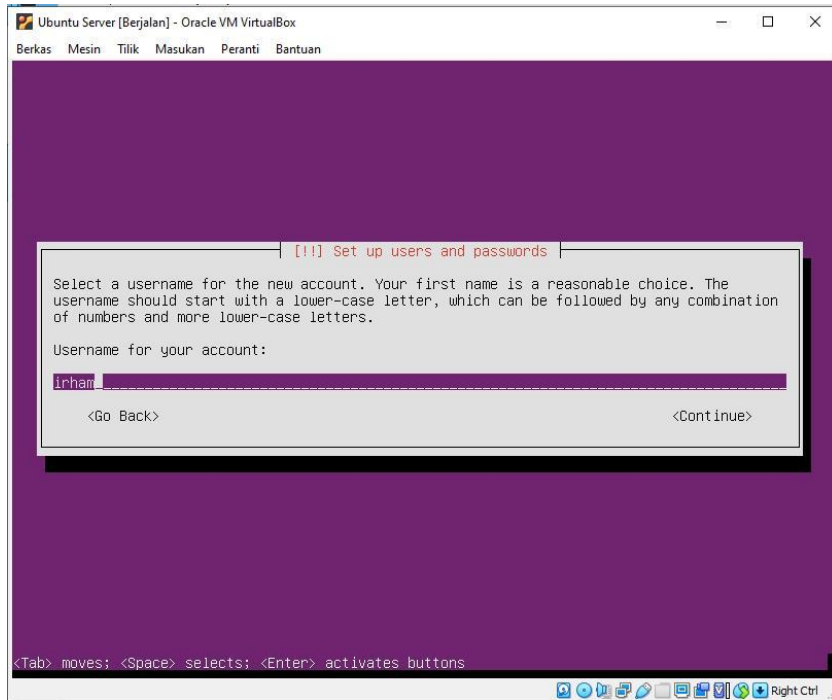 Ubuntu Server [Berjalan] - Oracle VM VirtualBox
Berkas Mesin Tilik Masukan Peranti Bantuan
[!!] Set up users and passwords
Select a username for the new account. Your first name is a reasonable choice. The
username should start with a lower-case letter, which can be followed by any combination
of numbers and more lower-case letters.
Username for your account:
irham
<Go Back> <Continue>
<Tab> moves; <Space> selects; <Enter> activates buttons
Right Ctrl